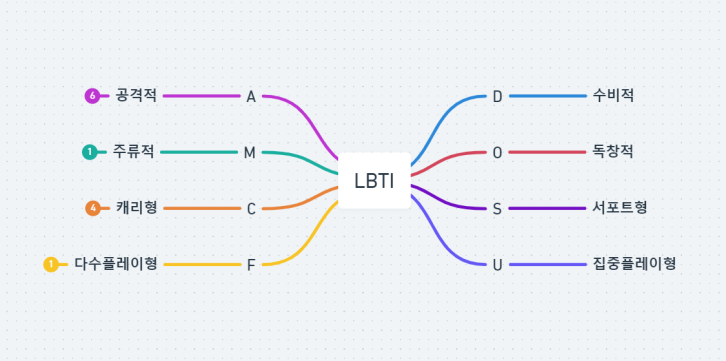 6 공격적 A
1 주류적 M
4 캐리형 C
1 다수플레이형 F
LBTI
D 수비적
O 독창적
S 서포트형
U 집중플레이형